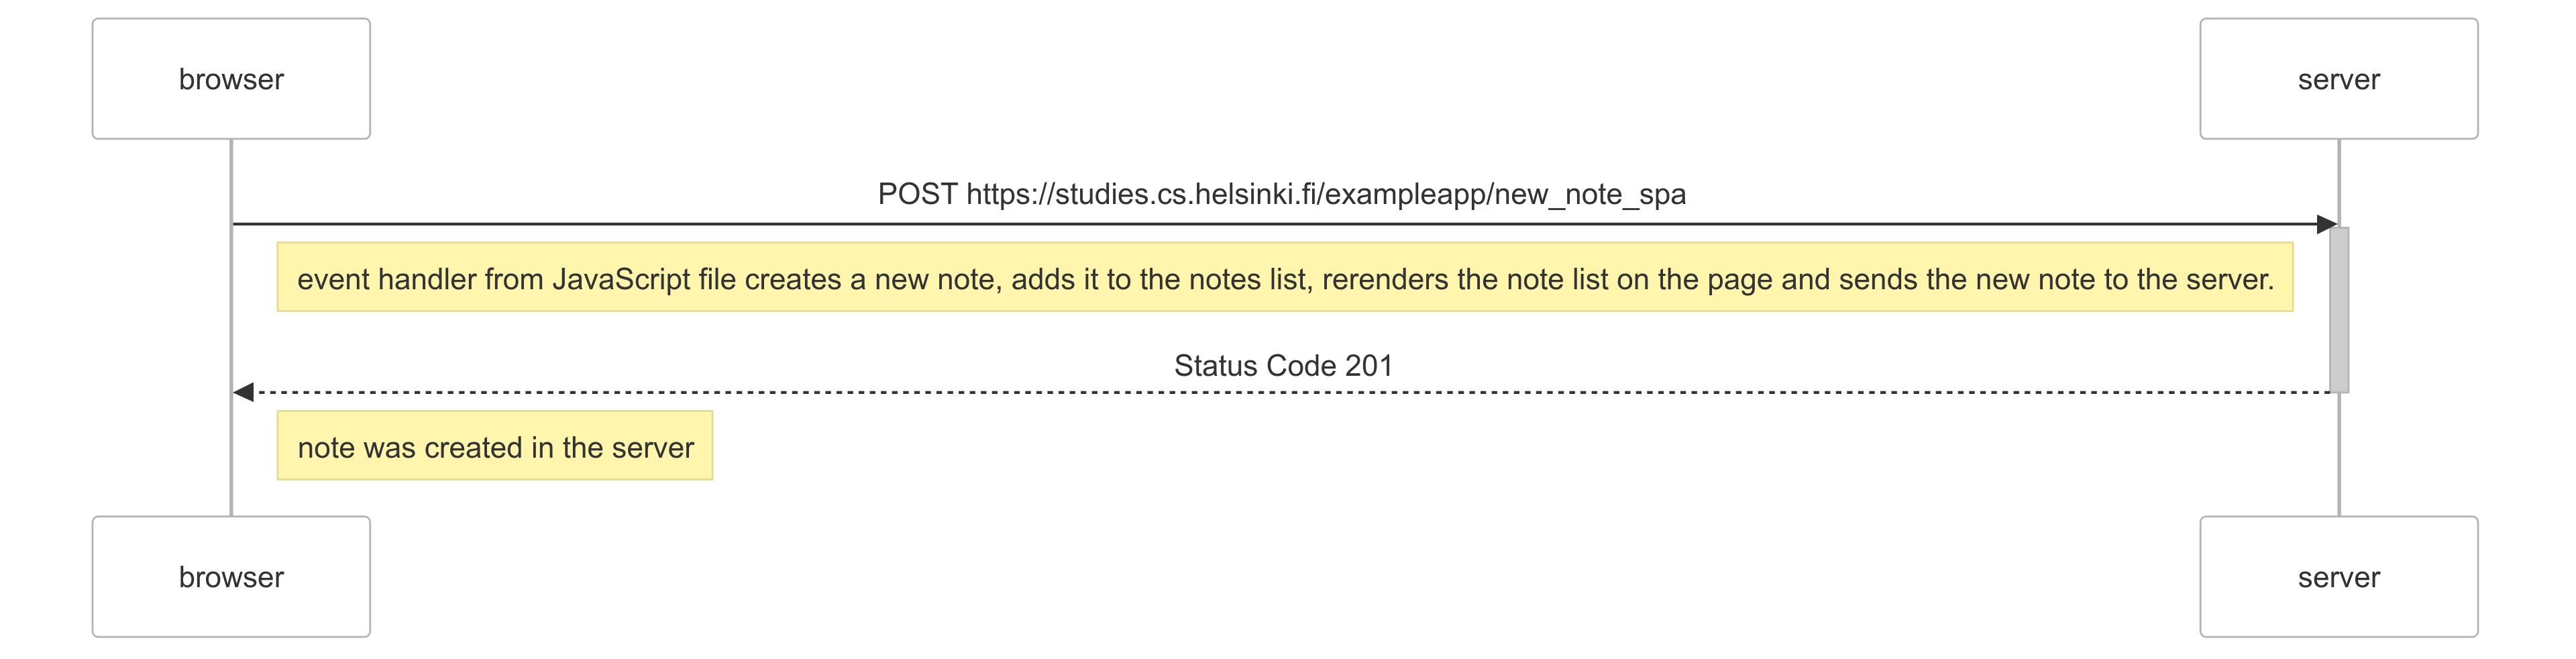 browser
server
POST https://studies.cs.helsinki.fi/exampleapp/new_note_spa
event handler from JavaScript file creates a new note, adds it to the notes list, rerenders the note list on the page and sends the new note to the server.
Status Code 201
note was created in the server
browser
server